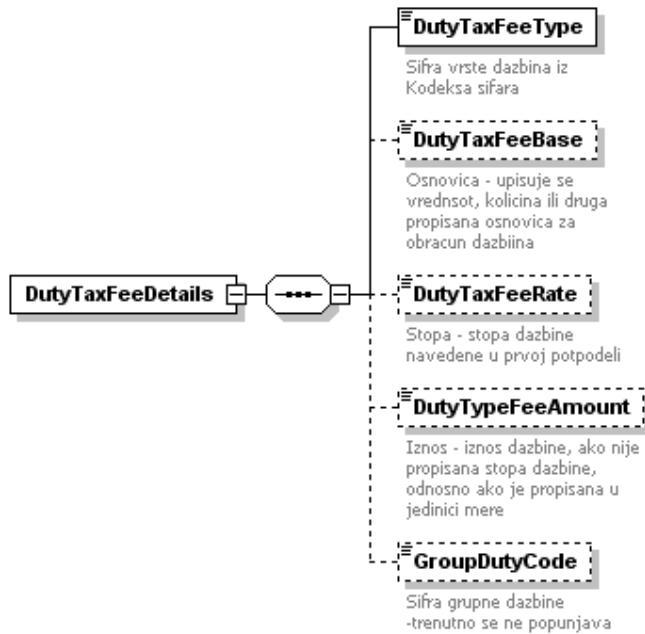 DutyTaxFeeType
Sifra vrste dazbina iz
Kodeksa sifara
DutyTaxFeeBase
Osnovica - upisuje se
vrednsot, kolicina ili druga
propisana osnovica za
obracun dazbiina
DutyTaxFeeDetails
DutyTaxFeeRate
Stopa - stopa dazbine
navedene u prvoj potpodeli
DutyTypeFeeAmount
Iznos - iznos dazbine, ako nije
propisana stopa dazbine,
odnosno ako je propisana u
jedinici mere
GroupDutyCode
Sifra grupne dazbine
-trenutno se ne popunjava